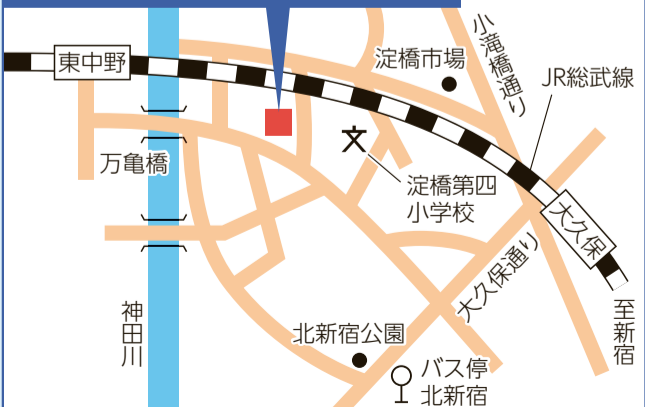 東中野
淀橋市場
小滝橋通り
JR総武線
万亀橋
文
淀橋第四
小学校
大久保
大久保通り
神田川
北新宿公園
バス停
北新宿
至新宿